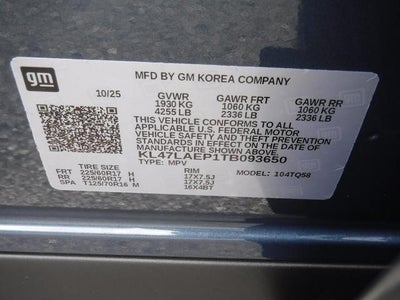 gm
MFD BY GM KOREA COMPANY
10/25 GVWR GAWR FRT GAWR RR
1930 KG 1060 KG 1060 KG
4255 LB 2336 LB 2336 LB
THIS VEHICLE CONFORMS TO ALL
APPLICABLE U.S. FEDERAL MOTOR
VEHICLE SAFETY AND THEFT
PREVENTION STANDARDS
IN EFFECT ON THE DATE OF
MANUFACTURE SHOWN ABOVE.
KL47LAEP1TB093650
TYPE: MPV MODEL: 104TQ58
TIRE SIZE RIM
FRT 225/60R17 H 17X7.5J
RR 225/60R17 H 17X7.5J
SPA T125/70R16 M 16X4BT